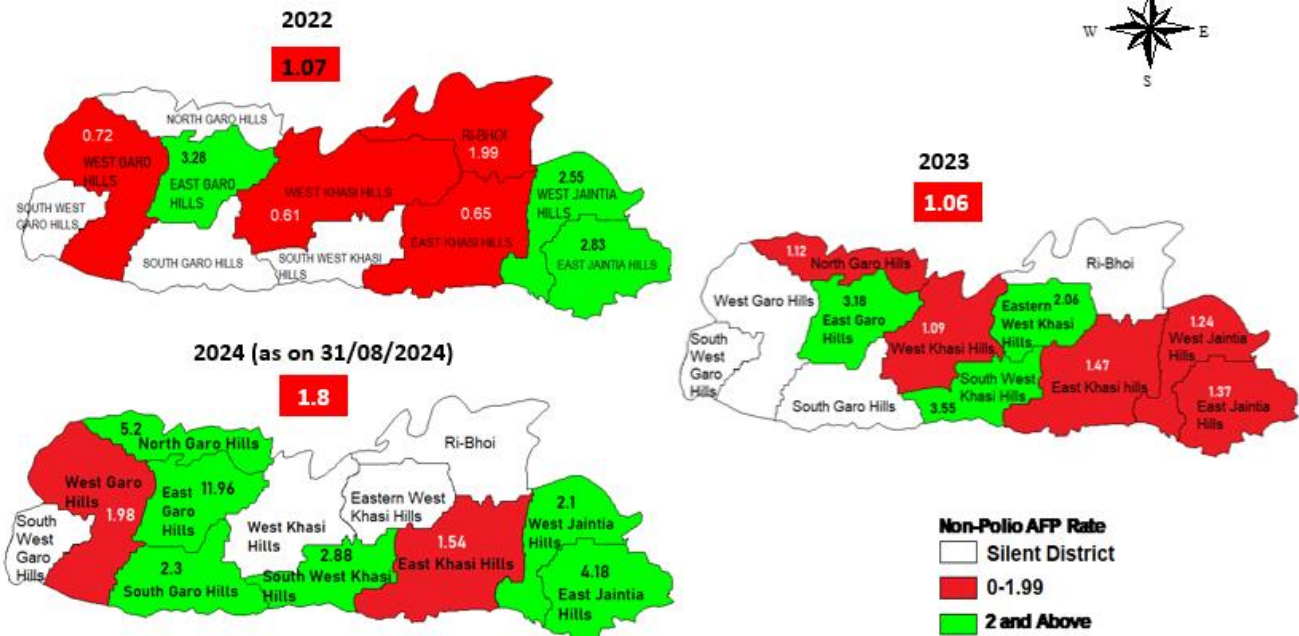 2022
1.07
NORTH GARO HILLS
0.72
WEST GARO
HILLS
3.28
EAST GARO
HILLS
SOUTH WEST
GARO HILLS
SOUTH GARO HILLS
WEST KHASI HILLS
0.61
SOUTH WEST KHASI
HILLS
RI-BHOI
1.99
0.65
EAST KHASI HILLS
2.55
WEST JAINTIA
HILLS
2.83
EAST JAINTIA HILLS
W
E
S
2023
1.06
1.12
North Garo Hills
West Garo Hills
3.18
East Garo
Hills
South
West
Garo
Hills
South Garo Hills
1.09
West Khasi Hills
Eastern 2.06
West Khasi
Hills
South West
Khasi Hills
3.55
Ri-Bhoi
1.47
East Khasi hills
1.24
West Jaintia
Hills
1.37
East Jaintia
Hills
2024 (as on 31/08/2024)
1.8
5.2
North Garo Hills
West Garo
Hills
1.98
East
Garo
Hills
11.96
South
West
Garo
Hills
2.3
South Garo Hills
West Khasi
Hills
Eastern West
Khasi Hills
2.88
South West Khasi
Hills
Ri-Bhoi
1.54
East Khasi Hills
2.1
West Jaintia
Hills
4.18
East Jaintia
Hills
Non-Polio AFP Rate
Silent District
0-1.99
2 and Above